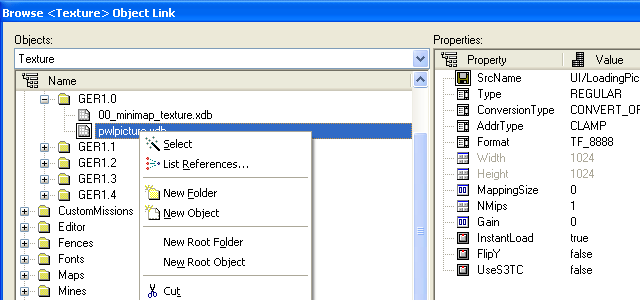 Browse <Texture> Object Link
Objects:
Texture
Name
GER1.0
00_minimap_texture.xdb
pwlpicture.xdb
GER1.1
GER1.2
GER1.3
GER1.4
CustomMissions
Editor
Fences
Fonts
Maps
Mines
Select
List References...
New Folder
New Object
New Root Folder
New Root Object
Cut
Properties:
Property Value
SrcName UI/LoadingPic
Type REGULAR
ConversionType CONVERT_OR
AddrType CLAMP
Format TF_8888
Width 1024
Height 1024
MappingSize 0
NMips 1
Gain 0
InstantLoad true
FlipY false
UseS3TC false